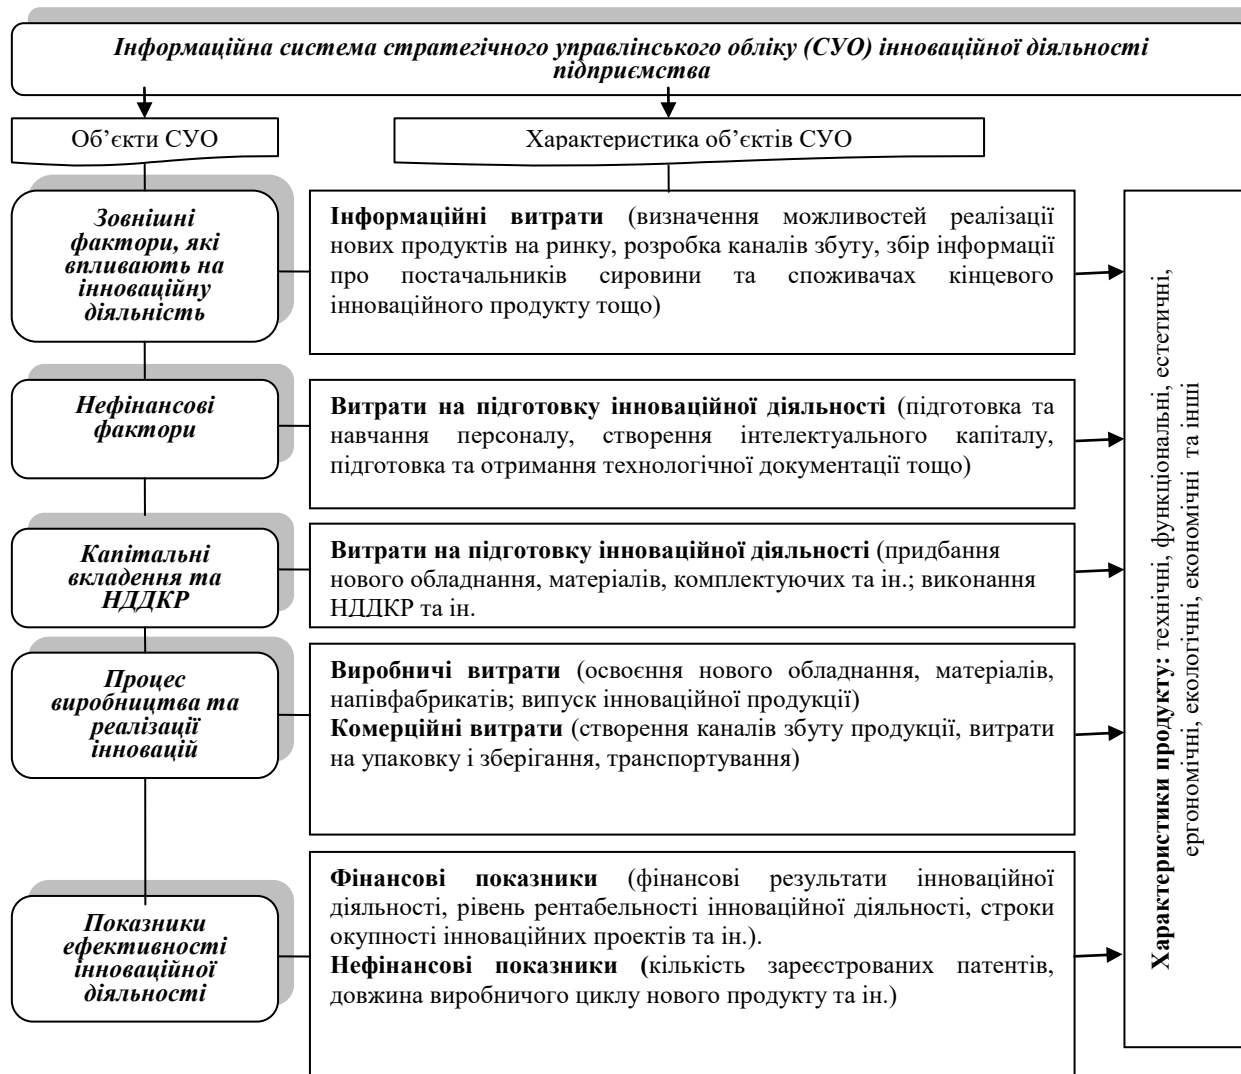 Інформаційна система стратегічного управлінського обліку (СУО) інноваційної діяльності
підприємства
Об’єкти СУО
Характеристика об’єктів СУО
Зовнішні
фактори, які
впливають на
інноваційну
діяльність
Інформаційні витрати (визначення можливостей реалізації
нових продуктів на ринку, розробка каналів збуту, збір інформації
про постачальників сировини та споживачах кінцевого
інноваційного продукту тощо)
Нефінансові
фактори
Витрати на підготовку інноваційної діяльності (підготовка та
навчання персоналу, створення інтелектуального капіталу,
підготовка та отримання технологічної документації тощо)
Капітальні
вкладення та
НДДКР
Витрати на підготовку інноваційної діяльності (придбання
нового обладнання, матеріалів, комплектуючих та ін.; виконання
НДДКР та ін.
Процес
виробництва та
реалізації
інновацій
Виробничі витрати (освоєння нового обладнання, матеріалів,
напівфабрикатів; випуск інноваційної продукції)
Комерційні витрати (створення каналів збуту продукції, витрати
на упаковку і зберігання, транспортування)
Показники
ефективності
інноваційної
діяльності
Фінансові показники (фінансові результати інноваційної
діяльності, рівень рентабельності інноваційної діяльності, строки
окупності інноваційних проектів та ін.).
Нефінансові показники (кількість зареєстрованих патентів,
довжина виробничого циклу нового продукту та ін.)
Характеристики продукту: технічні, функціональні, естетичні,
ергономічні, екологічні, економічні та інші